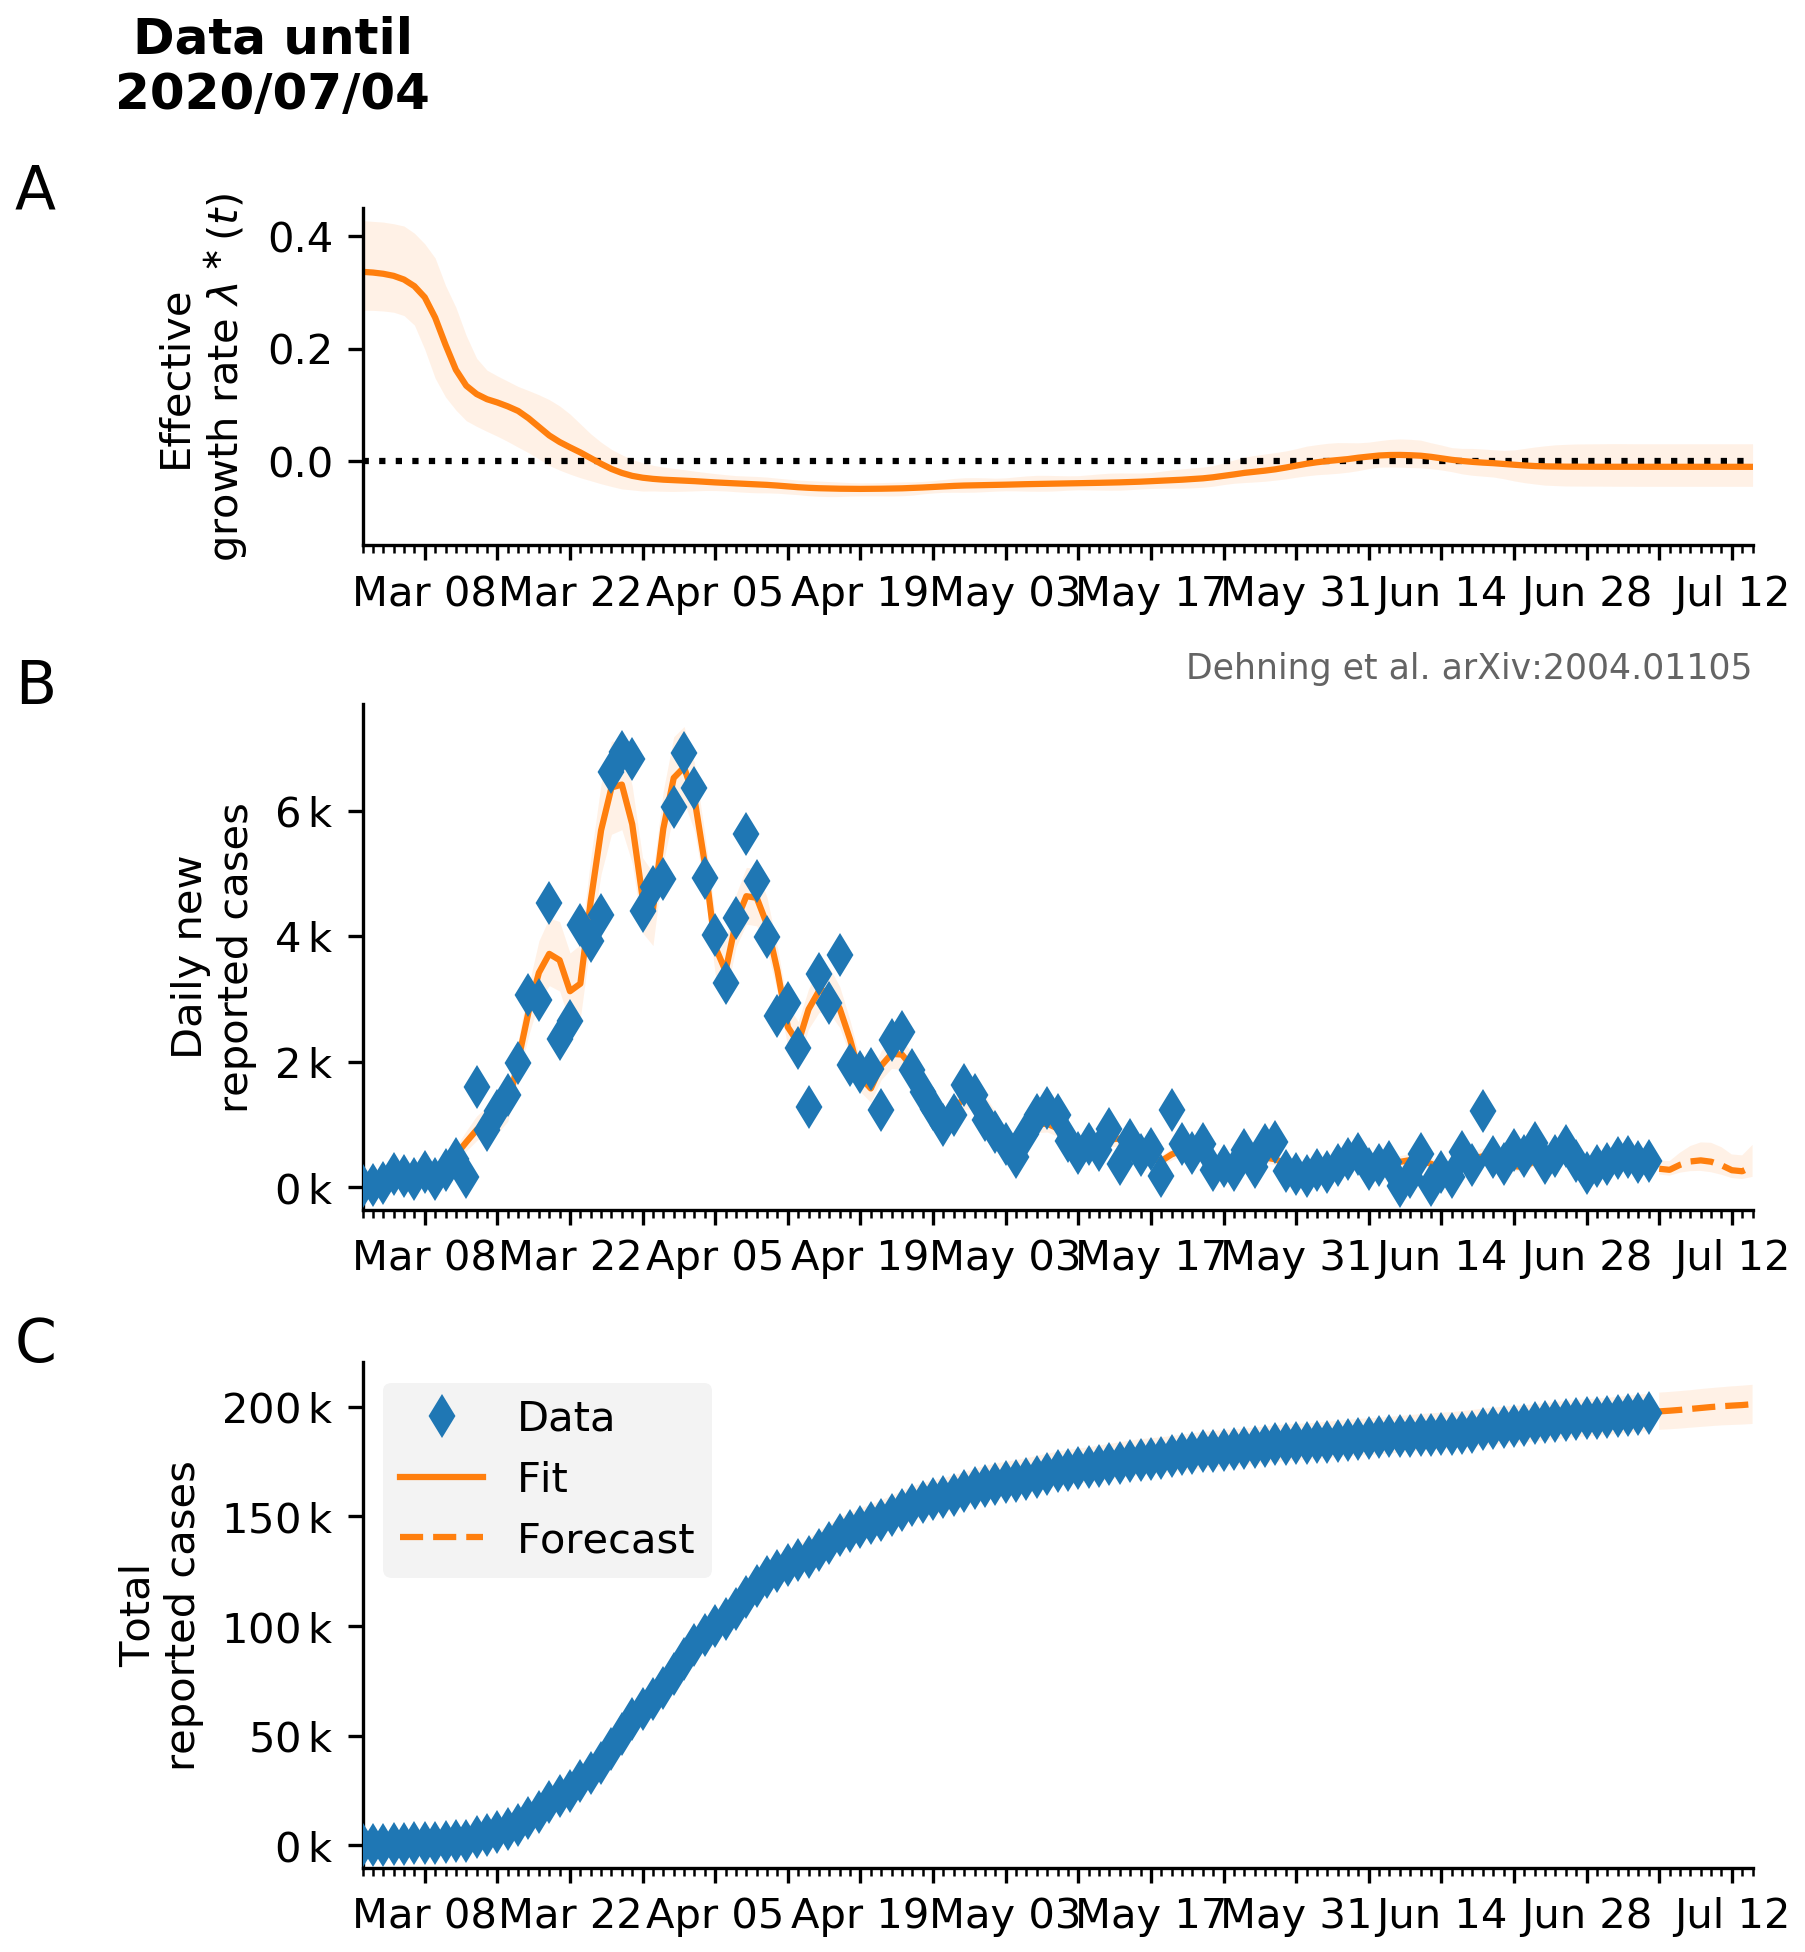 Data until
2020/07/04
A
Effective
growth rate λ * (t)
0.4
0.2
0.0
Mar 08 Mar 22 Apr 05 Apr 19 May 03 May 17 May 31 Jun 14 Jun 28 Jul 12
B
Dehning et al. arXiv:2004.01105
Daily new
reported cases
6 k
4 k
2 k
0 k
Mar 08 Mar 22 Apr 05 Apr 19 May 03 May 17 May 31 Jun 14 Jun 28 Jul 12
C
Total
reported cases
200 k
150 k
100 k
50 k
0 k
Data
Fit
Forecast
Mar 08 Mar 22 Apr 05 Apr 19 May 03 May 17 May 31 Jun 14 Jun 28 Jul 12